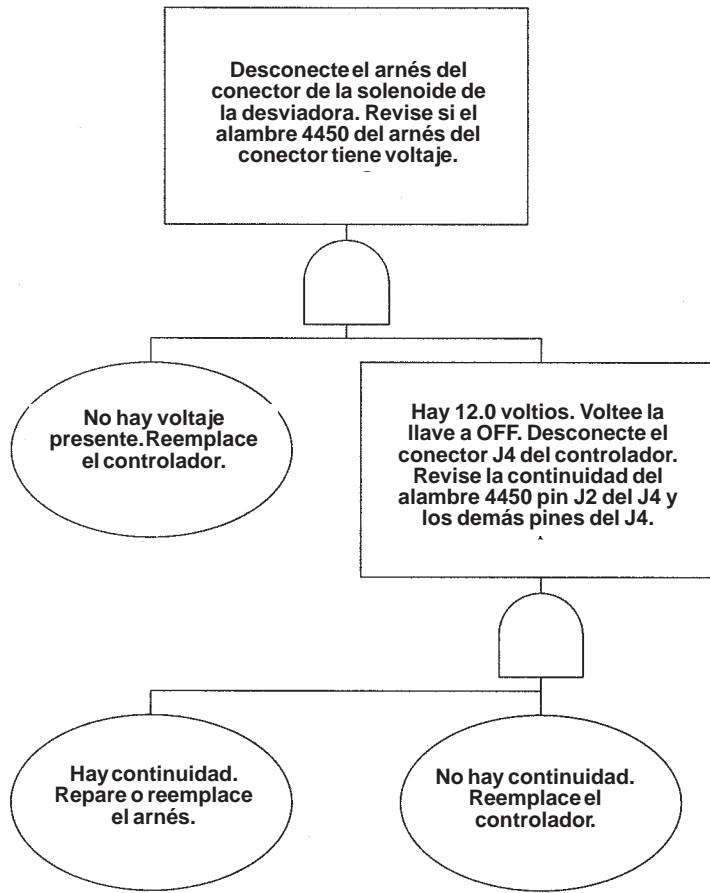 Desconecte el arnés del
conector de la solenoide de
la desviadora. Revise si el
alambre 4450 del arnés del
conector tiene voltaje.
No hay voltaje
presente. Reemplace
el controlador.
Hay 12.0 voltios. Voltee la
llave a OFF. Desconecte el
conector J4 del controlador.
Revise la continuidad del
alambre 4450 pin J2 del J4 y
los demás pines del J4.
Hay continuidad.
Repare o reemplace
el arnés.
No hay continuidad.
Reemplace el
controlador.